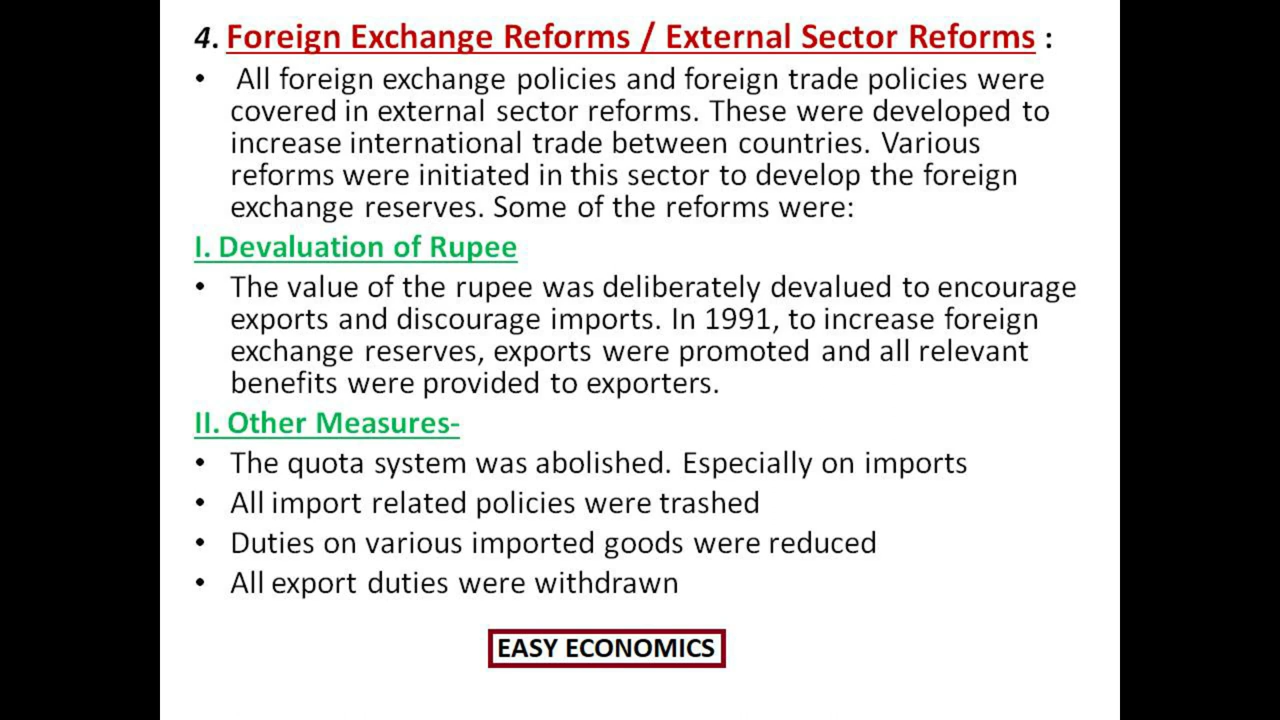 4. Foreign Exchange Reforms / External Sector Reforms :
• All foreign exchange policies and foreign trade policies were
covered in external sector reforms. These were developed to
increase international trade between countries. Various
reforms were initiated in this sector to develop the foreign
exchange reserves. Some of the reforms were:
I. Devaluation of Rupee
• The value of the rupee was deliberately devalued to encourage
exports and discourage imports. In 1991, to increase foreign
exchange reserves, exports were promoted and all relevant
benefits were provided to exporters.
II. Other Measures-
• The quota system was abolished. Especially on imports
• All import related policies were trashed
• Duties on various imported goods were reduced
• All export duties were withdrawn
EASY ECONOMICS